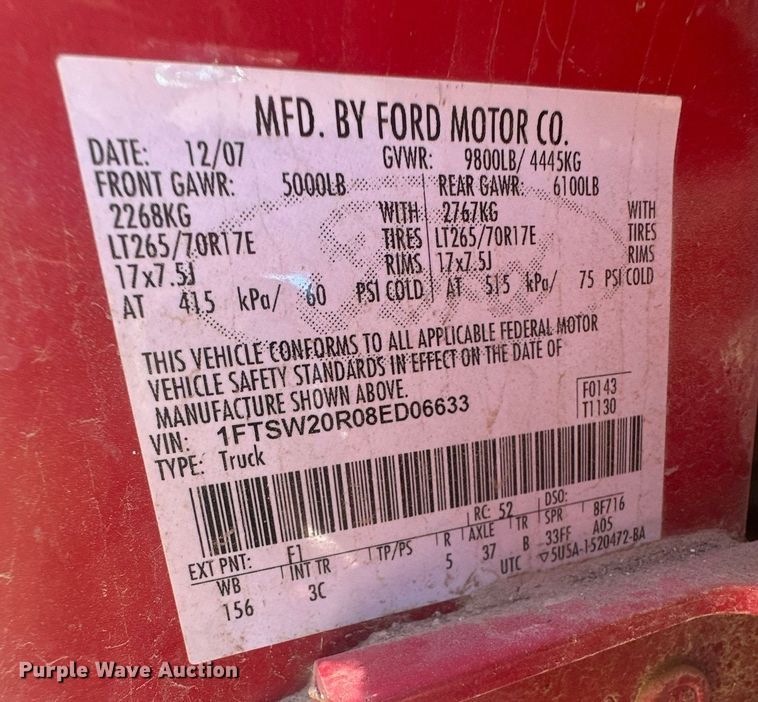 MFD. BY FORD MOTOR CO.
DATE: 12/07 GVWR: 9800LB/ 4445KG
FRONT GAWR: 5000LB REAR GAWR: 6100LB
2268KG WITH 2767KG WITH
LT265/70R17E TIRES LT265/70R17E TIRES
17x7.5J RIMS 17x7.5J RIMS
AT 415 kPa/ 60 PSI COLD AT 515 kPa/ 75 PSI COLD
THIS VEHICLE CONFORMS TO ALL APPLICABLE FEDERAL MOTOR
VEHICLE SAFETY STANDARDS IN EFFECT ON THE DATE OF
MANUFACTURE SHOWN ABOVE.
VIN: 1FTSW20R08ED06633
F0143
TYPE: Truck
T1130
EXT PNT: F1 RC: 52 DSO:
WB INT TR TP/PS R AXLE TR SPR 8F716
156 3C 5 37 B 33FF A05
UTC ▽5U5A-1520472-BA
Purple Wave Auction